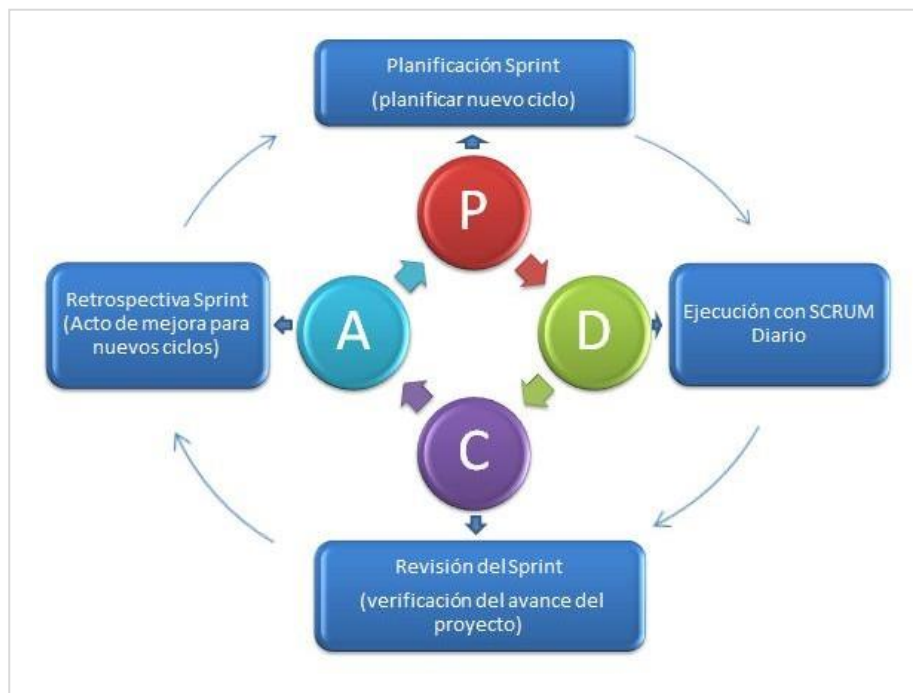 Planificación Sprint
(planificar nuevo ciclo)
P
Retrospectiva Sprint
(Acto de mejora para
nuevos ciclos)
A
D
Ejecución con SCRUM
Diario
C
Revisión del Sprint
(verificación del avance del
proyecto)